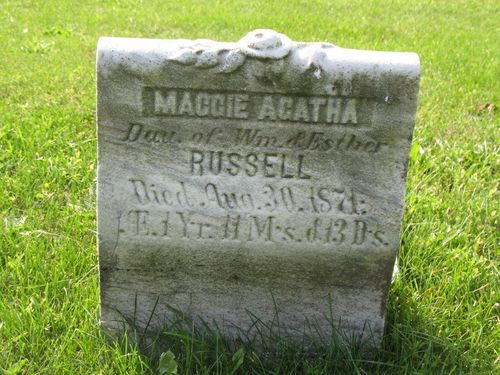 MAGGIE AGATHA
Dau. of Wm. & Esther
RUSSELL
Died Aug. 30, 1874:
Æ. 1 Yr. 11 M's. & 13 D's.